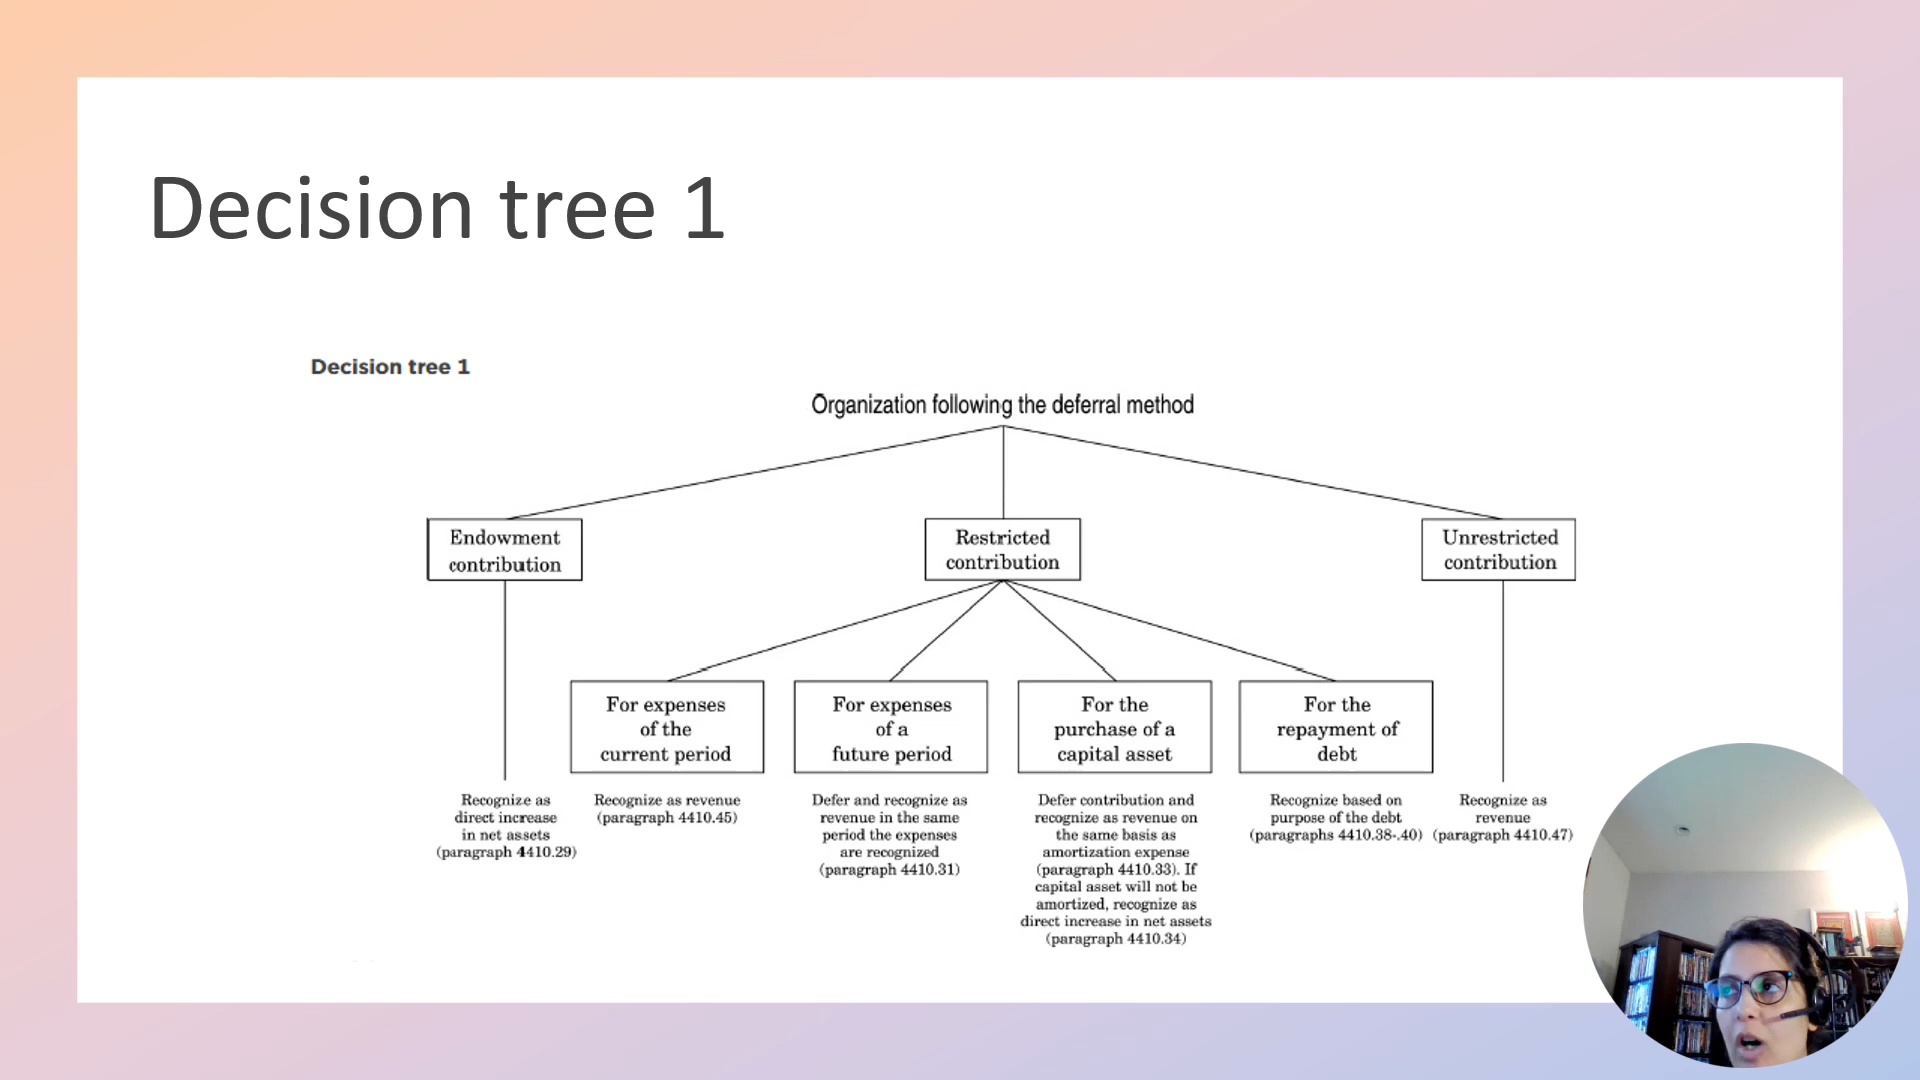 Decision tree 1
Decision tree 1
Organization following the deferral method
Endowment
contribution
Restricted
contribution
Unrestricted
contribution
For expenses
of the
current period
For expenses
of a
future period
For the
purchase of a
capital asset
For the
repayment of
debt
Recognize as
direct increase
in net assets
(paragraph 4410.29)
Recognize as revenue
(paragraph 4410.45)
Defer and recognize as
revenue in the same
period the expenses
are recognized
(paragraph 4410.31)
Defer contribution and
recognize as revenue on
the same basis as
amortization expense
(paragraph 4410.33). If
capital asset will not be
amortized, recognize as
direct increase in net assets
(paragraph 4410.34)
Recognize based on
purpose of the debt
(paragraphs 4410.38-.40)
Recognize as
revenue
(paragraph 4410.47)